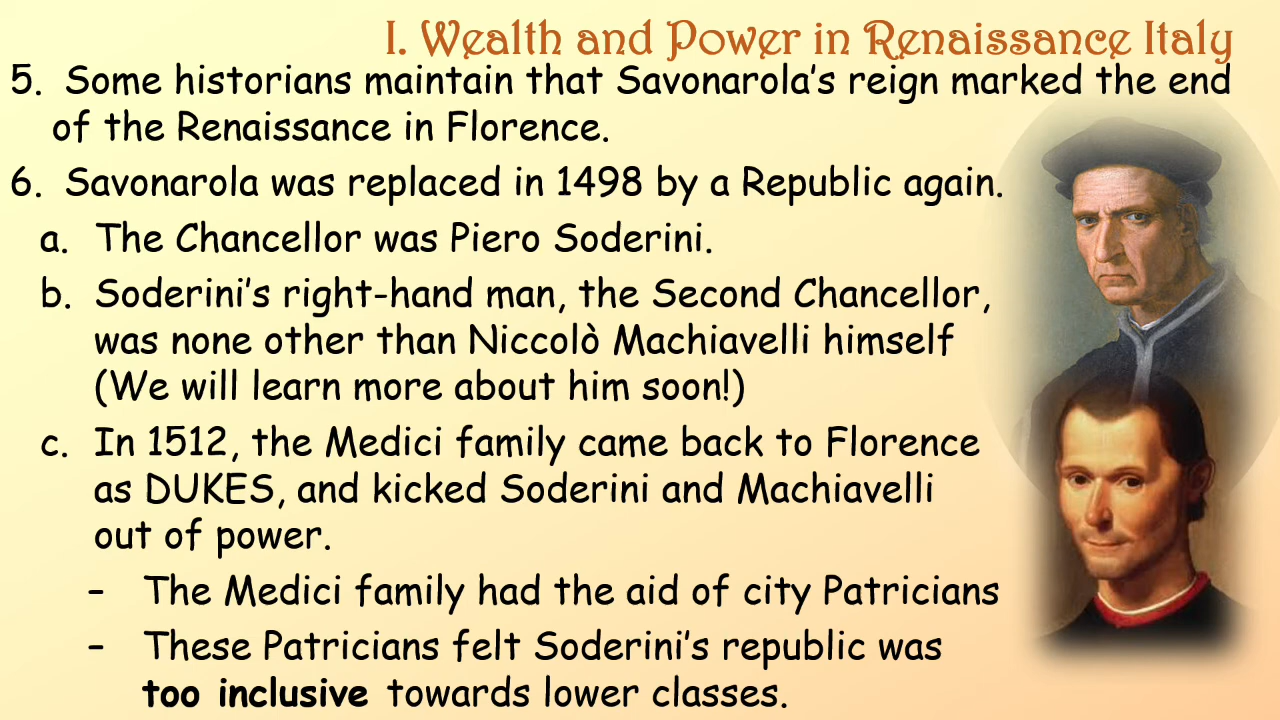 I. Wealth and Power in Renaissance Italy
5. Some historians maintain that Savonarola's reign marked the end
of the Renaissance in Florence.
6. Savonarola was replaced in 1498 by a Republic again.
a. The Chancellor was Piero Soderini.
b. Soderini's right-hand man, the Second Chancellor,
was none other than Niccolò Machiavelli himself
(We will learn more about him soon!)
c. In 1512, the Medici family came back to Florence
as DUKES, and kicked Soderini and Machiavelli
out of power.
– The Medici family had the aid of city Patricians
– These Patricians felt Soderini's republic was
too inclusive towards lower classes.